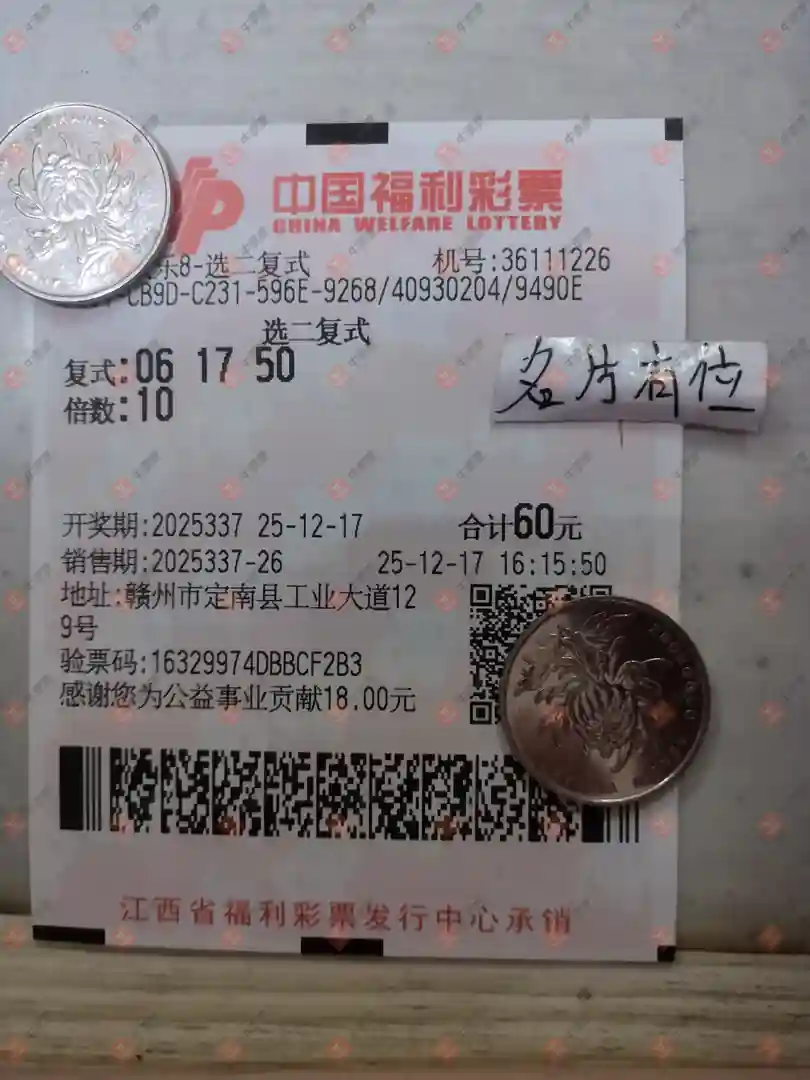 中国福利彩票
CHINA WELFARE LOTTERY
乐8-选二复式 机号:36111226
-CB9D-C231-596E-9268/40930204/9490E
选二复式
复式:06 17 50
倍数:10
名片右位
开奖期:2025337 25-12-17 合计60元
销售期:2025337-26 25-12-17 16:15:50
地址:赣州市定南县工业大道12
9号
验票码:16329974DBBCF2B3
感谢您为公益事业贡献18.00元
江西省福利彩票发行中心承销